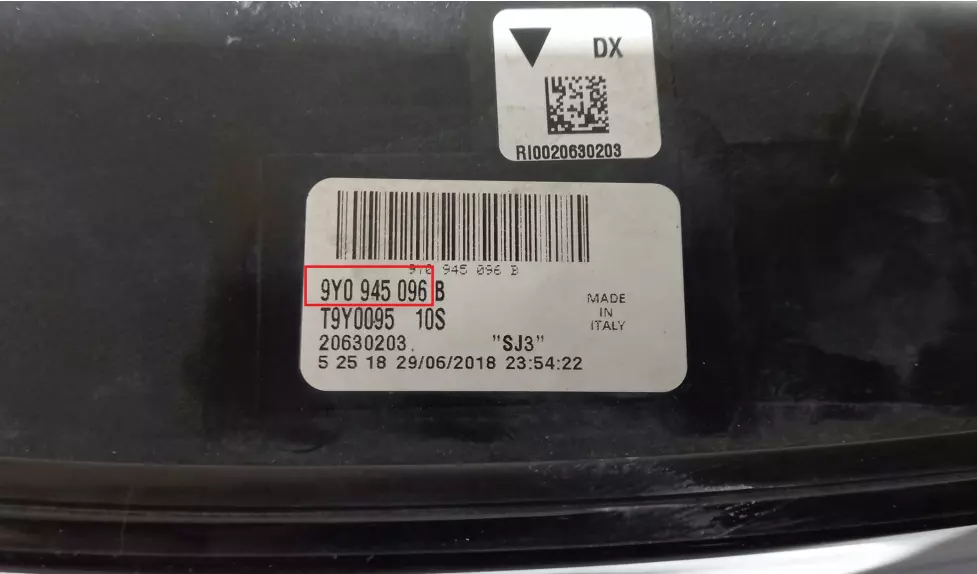 DX
RI0020630203
9Y0 945 096 B
9Y0 945 096 B
T9Y0095 10S
MADE
IN
ITALY
20630203. "SJ3"
5 25 18 29/06/2018 23:54:22